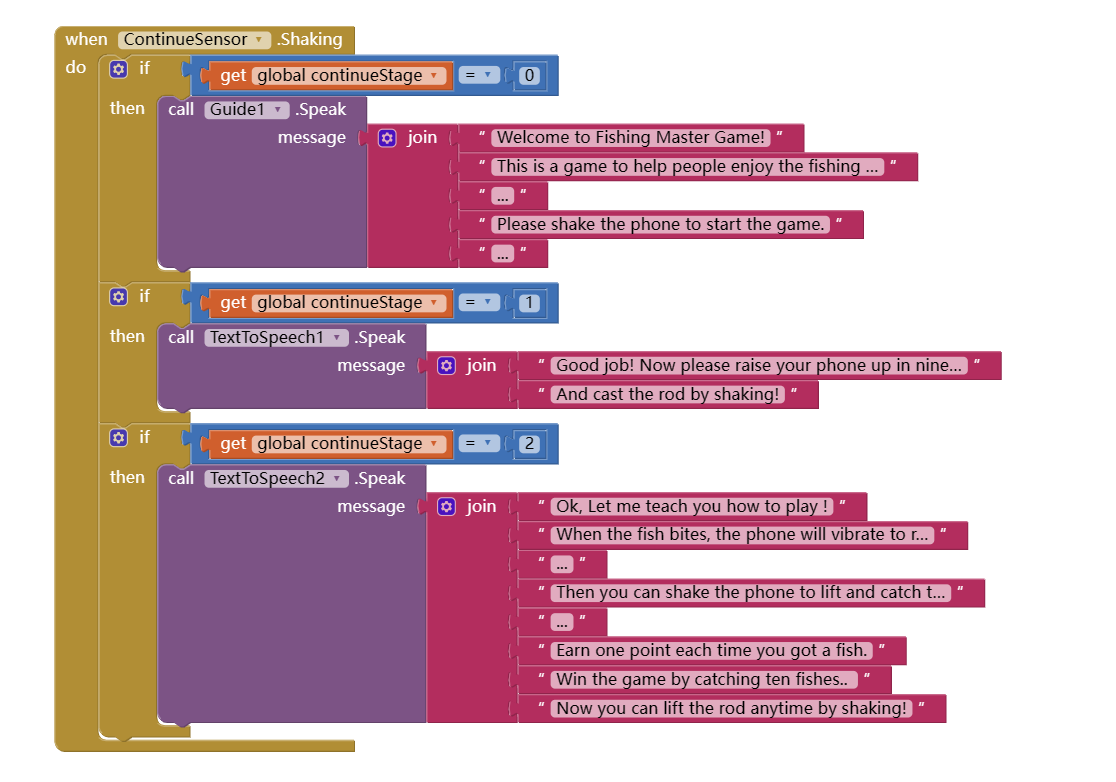 when ContinueSensor .Shaking
do if get global continueStage = 0
then call Guide1 .Speak
message join " Welcome to Fishing Master Game! "
" This is a game to help people enjoy the fishing ... "
" ... "
" Please shake the phone to start the game. "
" ... "
if get global continueStage = 1
then call TextToSpeech1 .Speak
message join " Good job! Now please raise your phone up in nine... "
" And cast the rod by shaking! "
if get global continueStage = 2
then call TextToSpeech2 .Speak
message join " Ok, Let me teach you how to play ! "
" When the fish bites, the phone will vibrate to r... "
" ... "
" Then you can shake the phone to lift and catch t... "
" ... "
" Earn one point each time you got a fish. "
" Win the game by catching ten fishes.. "
" Now you can lift the rod anytime by shaking! "